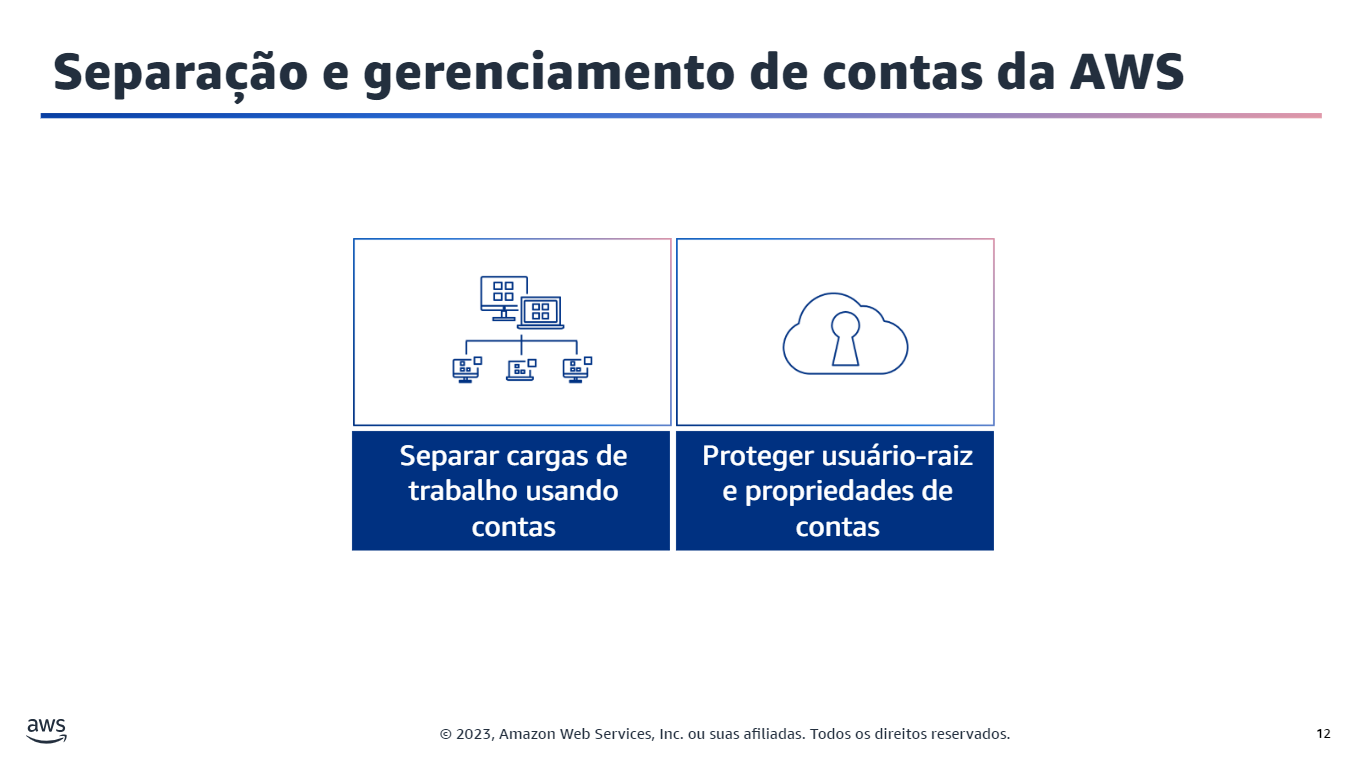 Separação e gerenciamento de contas da AWS
Separar cargas de
trabalho usando
contas
Proteger usuário-raiz
e propriedades de
contas
aws
© 2023, Amazon Web Services, Inc. ou suas afiliadas. Todos os direitos reservados.
12